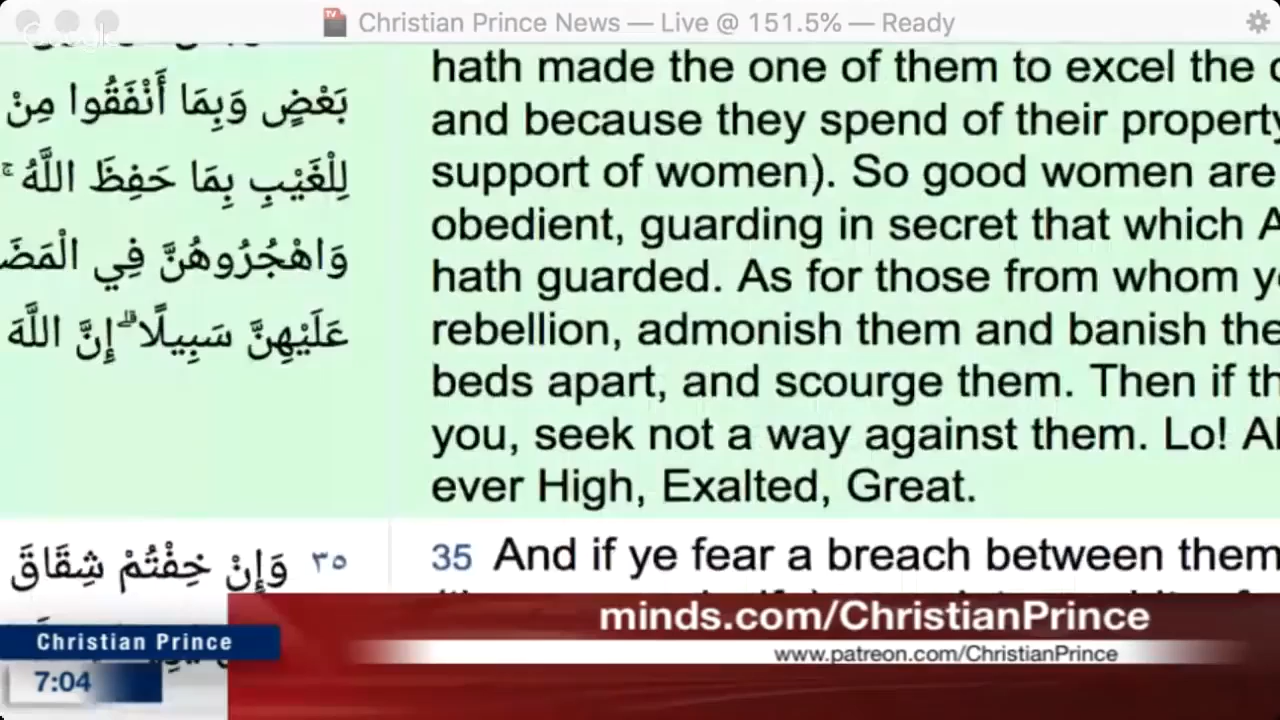 Christian Prince News — Live @ 151.5% — Ready
Google
hath made the one of them to excel the
بَعْضٍ وَبِمَا أَنْفَقُوا مِنْ
and because they spend of their property
لِلْغَيْبِ بِمَا حَفِظَ اللَّهُ ۚ
support of women). So good women are
obedient, guarding in secret that which A
وَاهْجُرُوهُنَّ فِي الْمَضَ
hath guarded. As for those from whom y
عَلَيْهِنَّ سَبِيلًا ۗ إِنَّ اللَّهَ
rebellion, admonish them and banish the
beds apart, and scourge them. Then if th
you, seek not a way against them. Lo! Al
ever High, Exalted, Great.
٣٥ وَإِنْ خِفْتُمْ شِقَاقَ
35 And if ye fear a breach between them
minds.com/ChristianPrince
Christian Prince
www.patreon.com/ChristianPrince
7:04